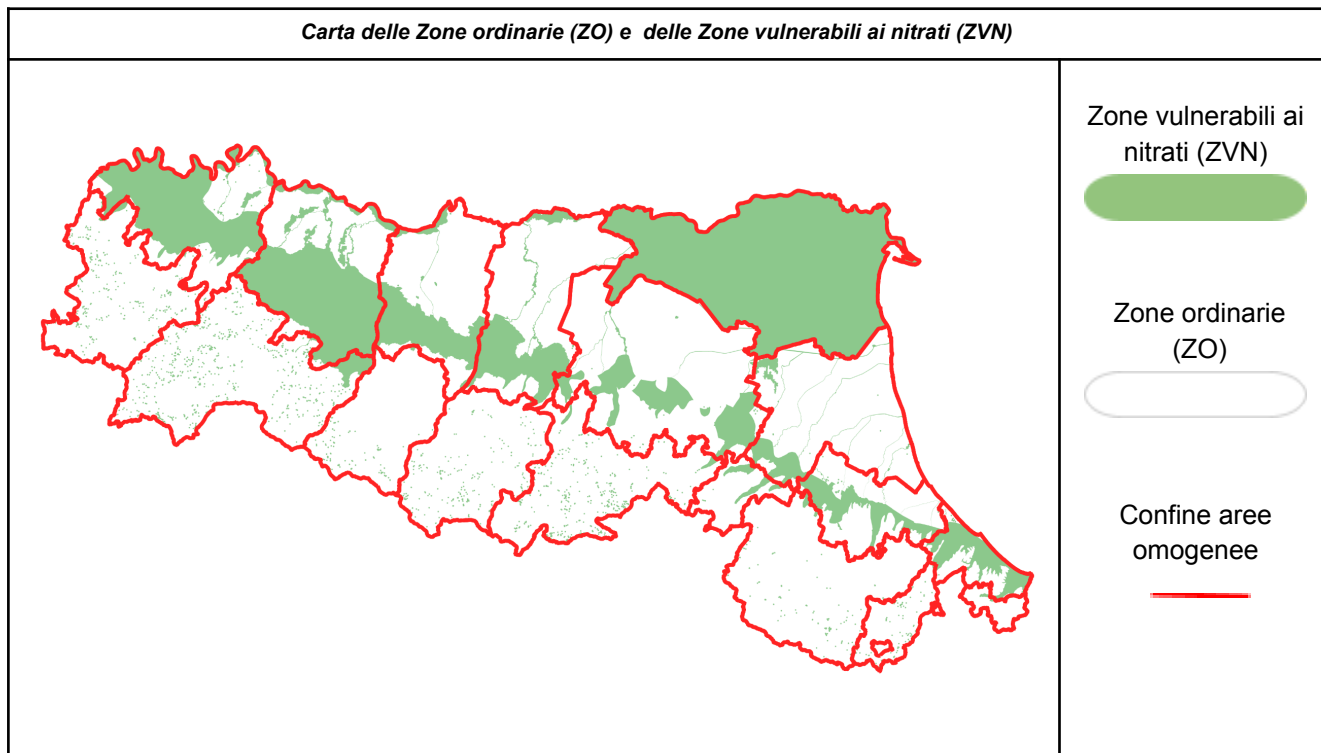 Carta delle Zone ordinarie (ZO) e delle Zone vulnerabili ai nitrati (ZVN)
Zone vulnerabili ai
nitrati (ZVN)
Zone ordinarie
(ZO)
Confine aree
omogenee